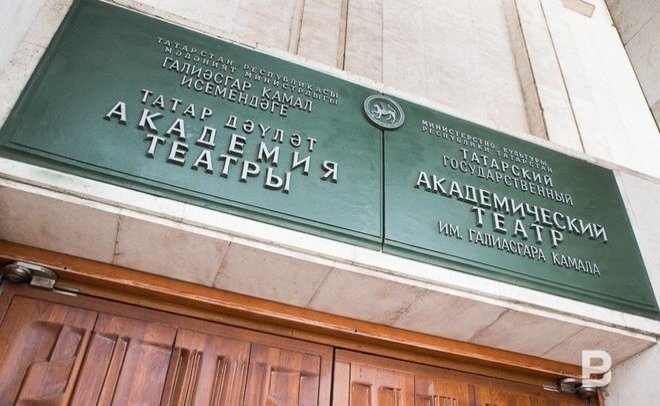 ТАТАРСТАН РЕСПУБЛИКАСЫ
МӘДӘНИЯТ МИНИСТРЛЫГЫ
ГАЛИӘСГАР КАМАЛ
ИСЕМЕНДӘГЕ
ТАТАР ДӘҮЛӘТ
АКАДЕМИЯ
ТЕАТРЫ
МИНИСТЕРСТВО КУЛЬТУРЫ
РЕСПУБЛИКИ ТАТАРСТАН
ТАТАРСКИЙ
ГОСУДАРСТВЕННЫЙ
АКАДЕМИЧЕСКИЙ
ТЕАТР
ИМ. ГАЛИАСГАРА КАМАЛА
B